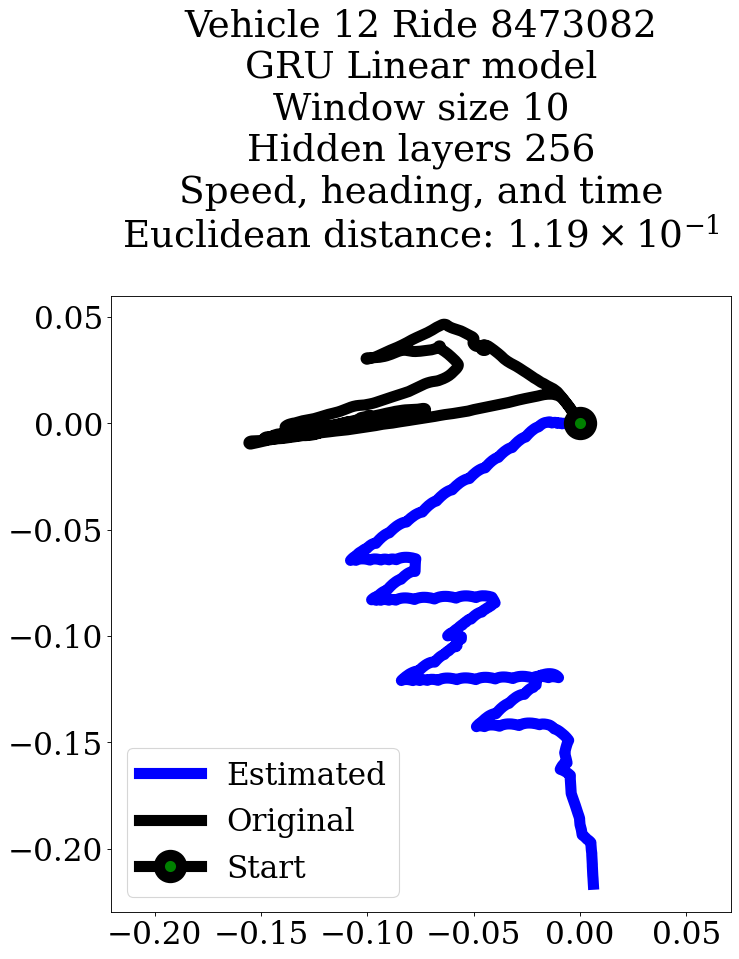 Vehicle 12 Ride 8473082
GRU Linear model
Window size 10
Hidden layers 256
Speed, heading, and time
Euclidean distance: 1.19 × 10⁻¹
0.05
0.00
−0.05
−0.10
−0.15
−0.20
Estimated
Original
Start
−0.20 −0.15 −0.10 −0.05 0.00 0.05